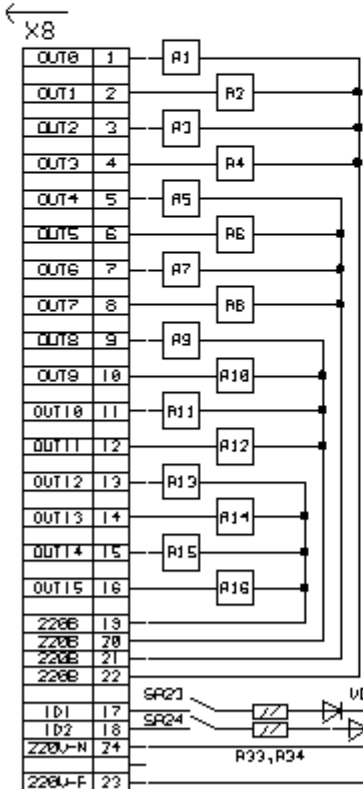 X8
OUT0 1 A1
OUT1 2 A2
OUT2 3 A3
OUT3 4 A4
OUT4 5 A5
OUT5 6 A6
OUT6 7 A7
OUT7 8 A8
OUT8 9 A9
OUT9 10 A10
OUT10 11 A11
OUT11 12 A12
OUT12 13 A13
OUT13 14 A14
OUT14 15 A15
OUT15 16 A16
220B 19
220B 20
220B 21
220B 22
SA23
ID1 17
SA24
ID2 18
220V-N 24
A33,A34
220V-F 23